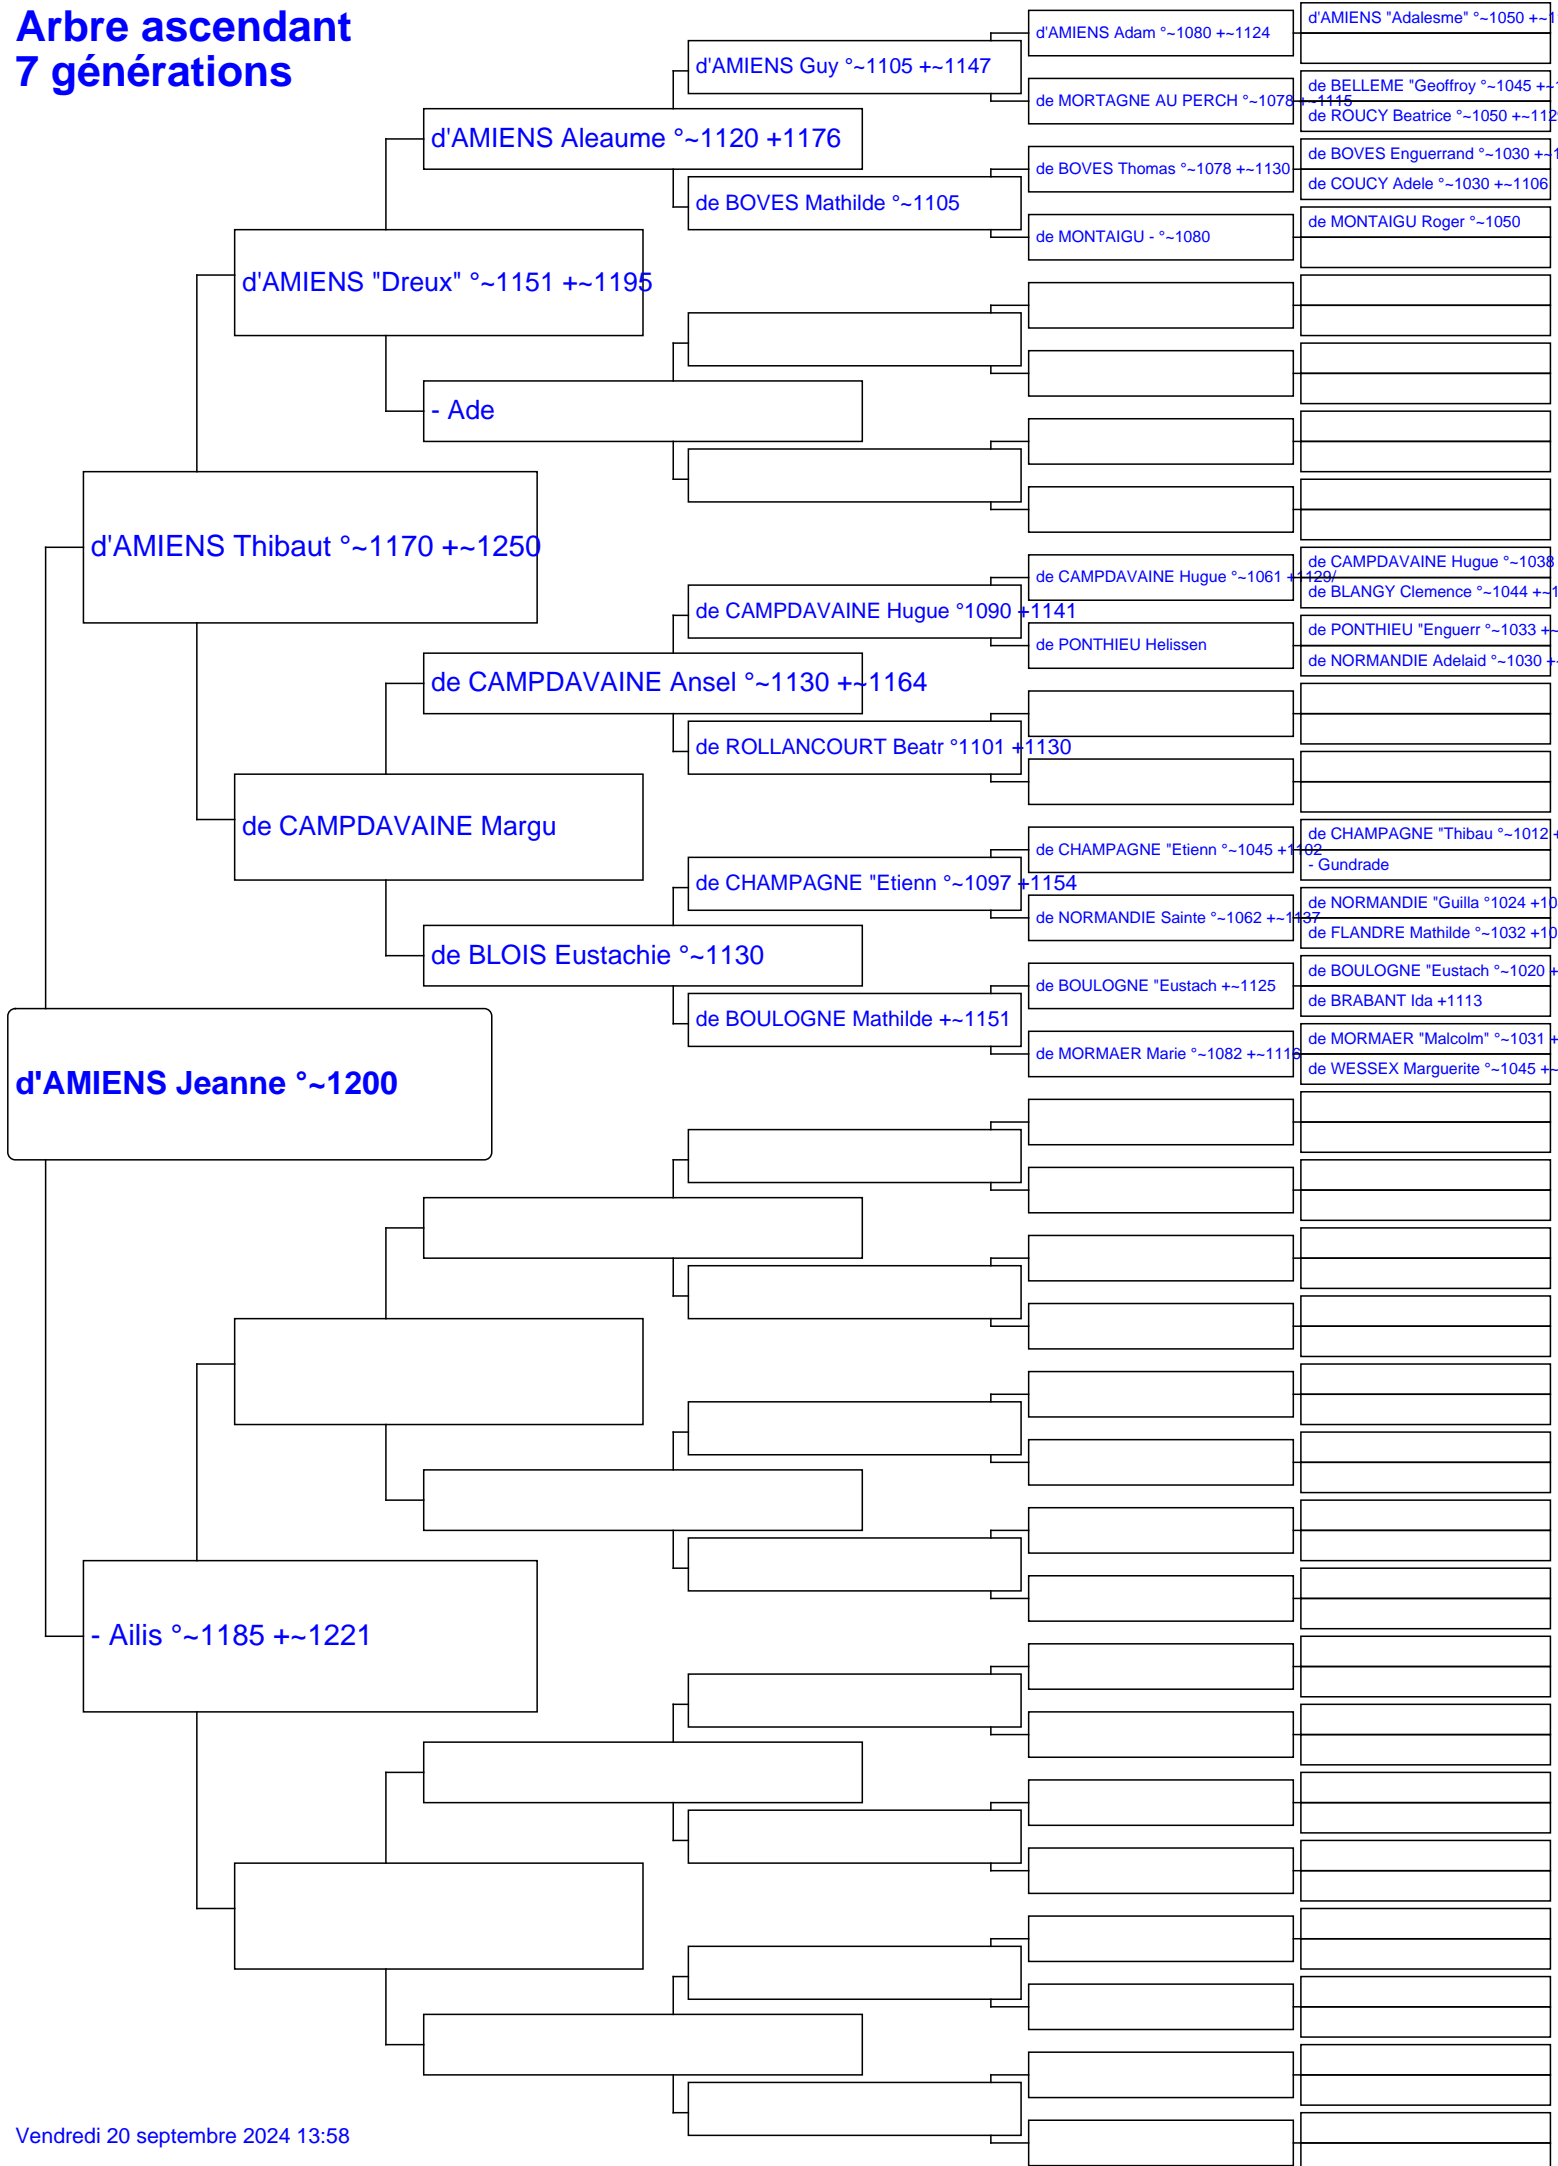 Arbre ascendant
7 générations
d'AMIENS Jeanne °~1200
d'AMIENS Thibaut °~1170 +~1250
- Ailis °~1185 +~1221
d'AMIENS "Dreux" °~1151 +~1195
de CAMPDAVAINE Margu
d'AMIENS Aleaume °~1120 +1176
- Ade
de CAMPDAVAINE Ansel °~1130 +~1164
de BLOIS Eustachie °~1130
d'AMIENS Guy °~1105 +~1147
de BOVES Mathilde °~1105
de CAMPDAVAINE Hugue °1090 +1141
de ROLLANCOURT Beatr °1101 +1130
de CHAMPAGNE "Etienn °~1097 +1154
de BOULOGNE Mathilde +~1151
d'AMIENS Adam °~1080 +~1124
de MORTAGNE AU PERCH °~1078 +~1115
de BOVES Thomas °~1078 +~1130
de MONTAIGU - °~1080
de CAMPDAVAINE Hugue °~1061 +1129/
de PONTHIEU Helissen
de CHAMPAGNE "Etienn °~1045 +1102
de NORMANDIE Sainte °~1062 +~1137
de BOULOGNE "Eustach +~1125
de MORMAER Marie °~1082 +~1116
d'AMIENS "Adalesme" °~1050 +~1
de BELLEME "Geoffroy °~1045 +~1
de ROUCY Beatrice °~1050 +~112
de BOVES Enguerrand °~1030 +~1
de COUCY Adele °~1030 +~1106
de MONTAIGU Roger °~1050
de CAMPDAVAINE Hugue °~1038
de BLANGY Clemence °~1044 +~1
de PONTHIEU "Enguerr °~1033 +~
de NORMANDIE Adelaid °~1030 +~
de CHAMPAGNE "Thibau °~1012 +
- Gundrade
de NORMANDIE "Guilla °1024 +10
de FLANDRE Mathilde °~1032 +10
de BOULOGNE "Eustach °~1020 +
de BRABANT Ida +1113
de MORMAER "Malcolm" °~1031 +
de WESSEX Marguerite °~1045 +~
Vendredi 20 septembre 2024 13:58